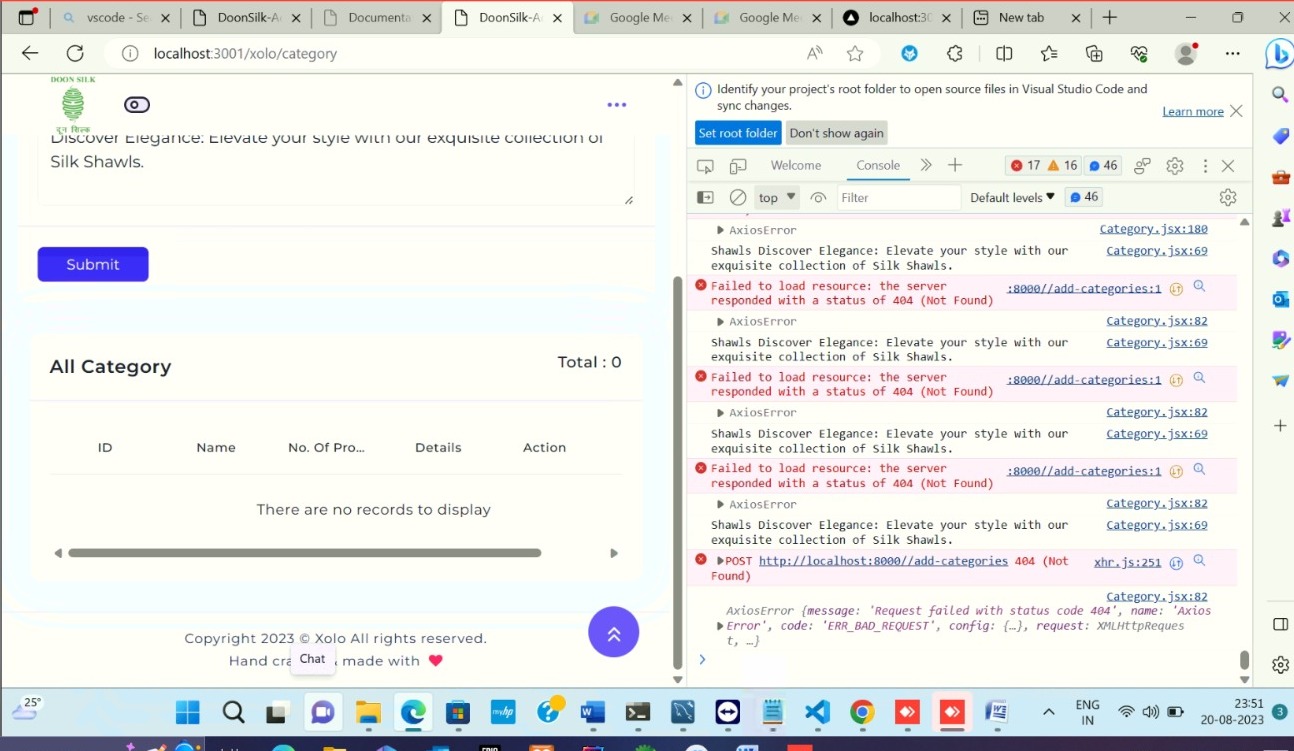 vscode - Se
DoonSilk-A
Documenta
DoonSilk-A
Google Me
Google Me
localhost:30
New tab
localhost:3001/xolo/category
DOON SILK
दून सिल्क
Discover Elegance: Elevate your style with our exquisite collection of
Silk Shawls.
Submit
All Category
Total : 0
ID Name No. Of Pro... Details Action
There are no records to display
Copyright 2023 © Xolo All rights reserved.
Hand cra made with
Chat
Identify your project's root folder to open source files in Visual Studio Code and
sync changes.
Learn more
Set root folder Don't show again
Welcome Console 17 16 46
top Filter Default levels 46
AxiosError Category.jsx:180
Shawls Discover Elegance: Elevate your style with our Category.jsx:69
exquisite collection of Silk Shawls.
Failed to load resource: the server :8000//add-categories:1
responded with a status of 404 (Not Found)
AxiosError Category.jsx:82
Shawls Discover Elegance: Elevate your style with our Category.jsx:69
exquisite collection of Silk Shawls.
Failed to load resource: the server :8000//add-categories:1
responded with a status of 404 (Not Found)
AxiosError Category.jsx:82
Shawls Discover Elegance: Elevate your style with our Category.jsx:69
exquisite collection of Silk Shawls.
Failed to load resource: the server :8000//add-categories:1
responded with a status of 404 (Not Found)
AxiosError Category.jsx:82
Shawls Discover Elegance: Elevate your style with our Category.jsx:69
exquisite collection of Silk Shawls.
POST http://localhost:8000//add-categories 404 (Not xhr.js:251
Found)
Category.jsx:82
AxiosError {message: 'Request failed with status code 404', name: 'Axios
Error', code: 'ERR_BAD_REQUEST', config: {…}, request: XMLHttpReques
t, …}
25°
myhp
ENG
IN
23:51
20-08-2023
3